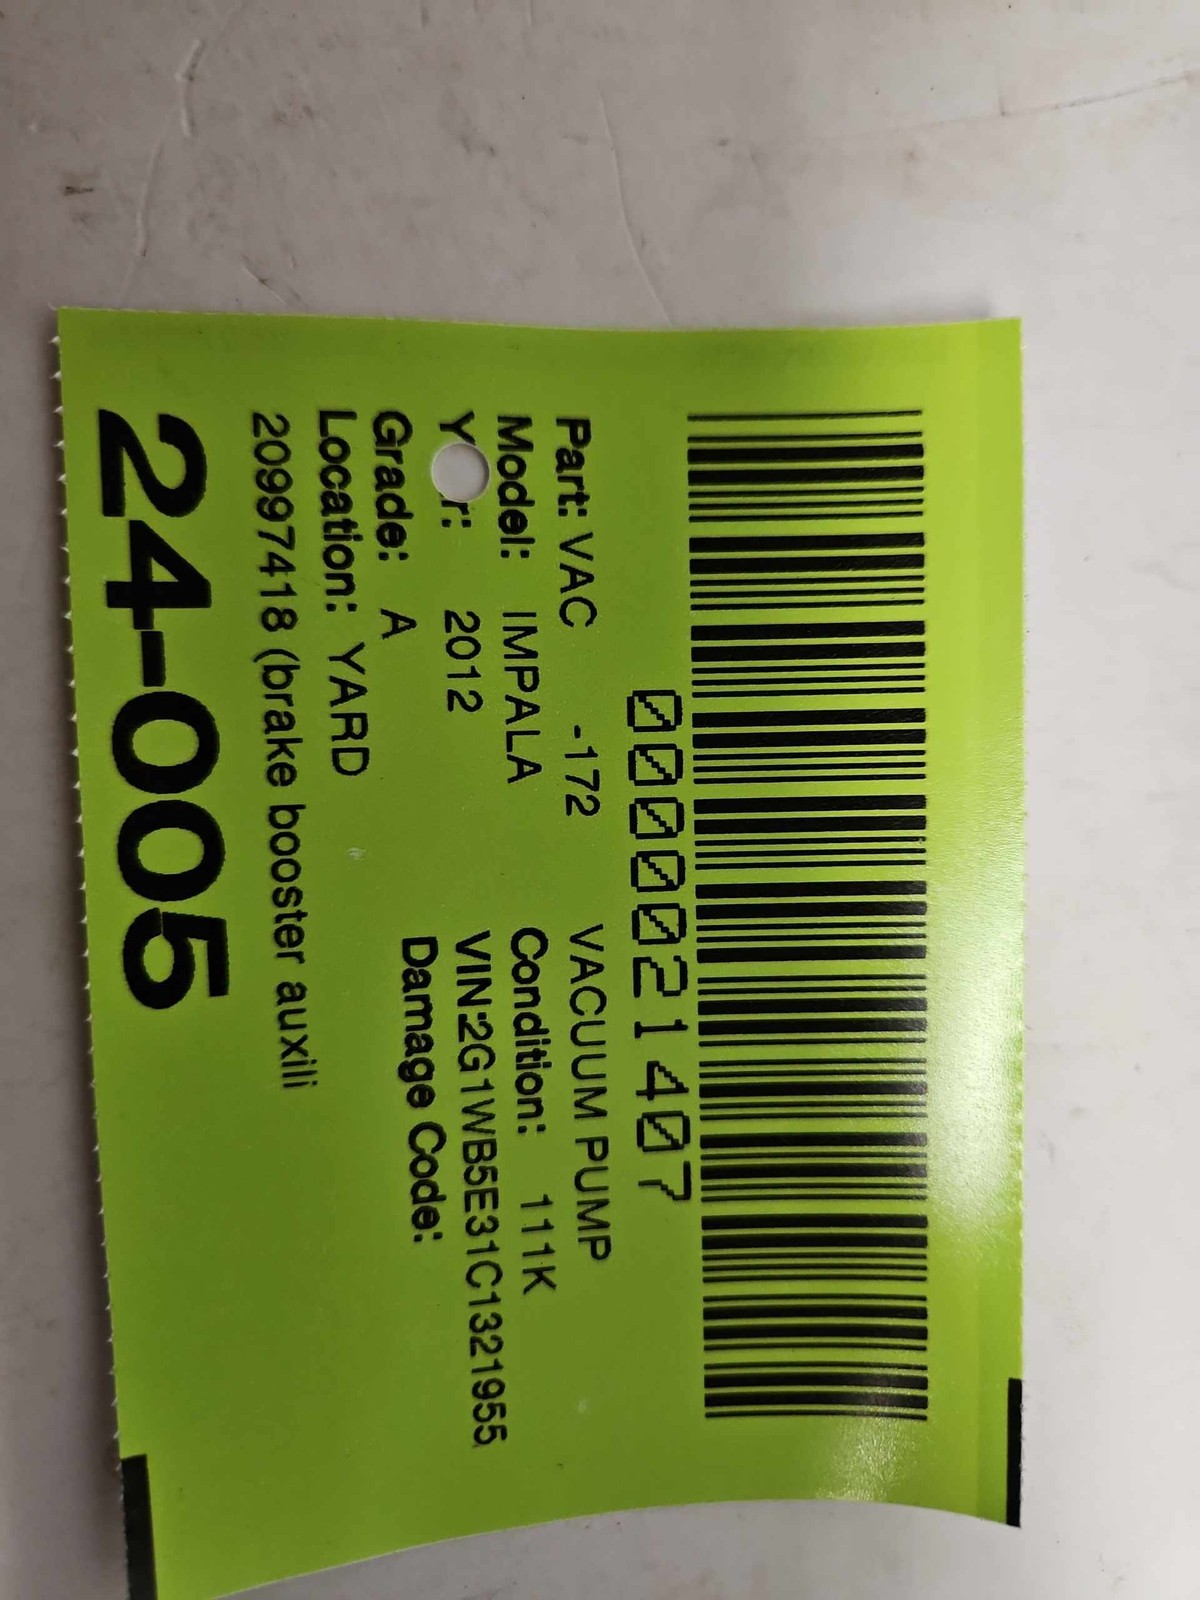 0000021407
Part: VAC -172 VACUUM PUMP
Model: IMPALA Condition: 111K
Y r: 2012 VIN:2G1WB5E31C1321955
Grade: A Damage Code:
Location: YARD
20997418 (brake booster auxili
24-005